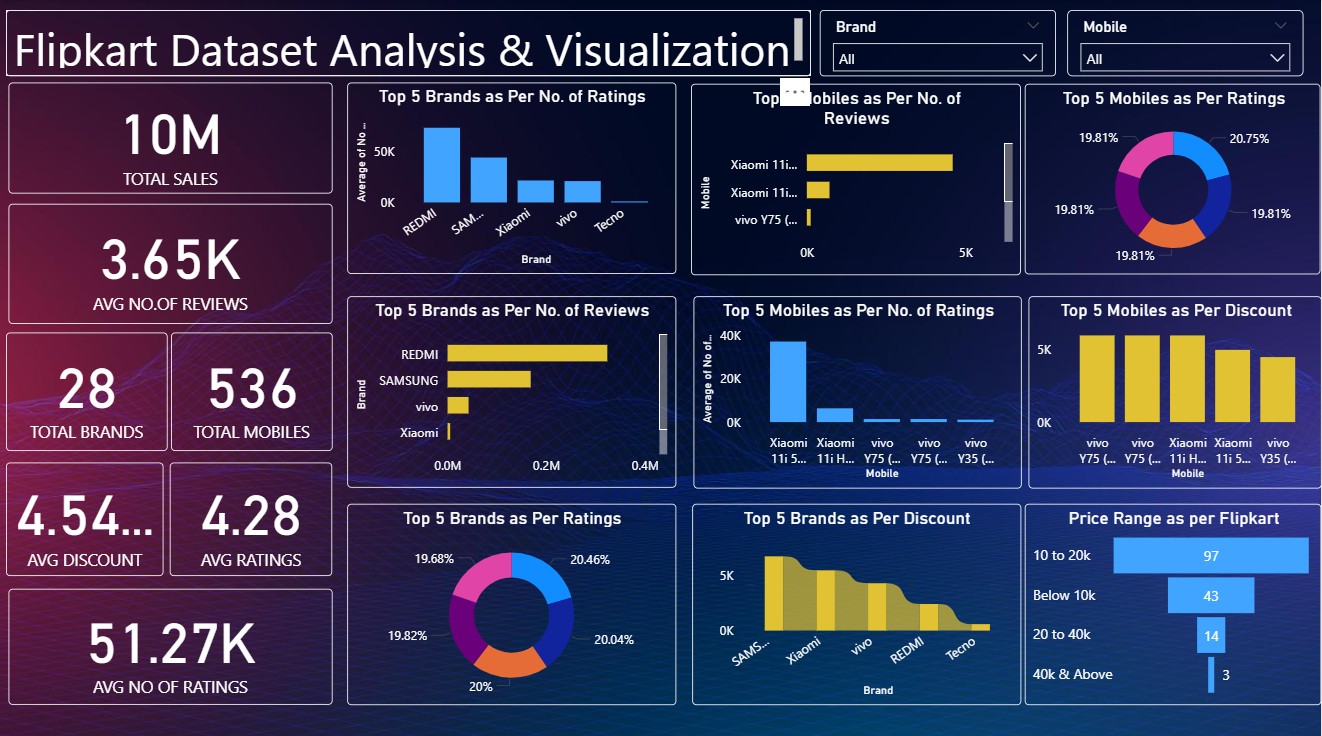 Flipkart Dataset Analysis & Visualization
Brand
All
Mobile
All
10M
TOTAL SALES
3.65K
AVG NO.OF REVIEWS
28
TOTAL BRANDS
536
TOTAL MOBILES
4.54...
AVG DISCOUNT
4.28
AVG RATINGS
51.27K
AVG NO OF RATINGS
Top 5 Brands as Per No. of Ratings
Average of No ...
50K
0K
REDMI
SAM...
Xiaomi
vivo
Tecno
Brand
Top
...
obiles as Per No. of
Reviews
Mobile
Xiaomi 11i...
Xiaomi 11i...
vivo Y75 (...
0K
5K
Top 5 Mobiles as Per Ratings
19.81%
20.75%
19.81%
19.81%
19.81%
Top 5 Brands as Per No. of Reviews
Brand
REDMI
SAMSUNG
vivo
Xiaomi
0.0M
0.2M
0.4M
Top 5 Mobiles as Per No. of Ratings
Average of No of...
40K
20K
0K
Xiaomi
11i 5...
Xiaomi
11i H...
vivo
Y75 (...
vivo
Y75 (...
vivo
Y35 (...
Mobile
Top 5 Mobiles as Per Discount
5K
0K
vivo
Y75 (...
vivo
Y75 (...
Xiaomi
11i H...
Xiaomi
11i 5...
vivo
Y35 (...
Mobile
Top 5 Brands as Per Ratings
19.68%
20.46%
19.82%
20.04%
20%
Top 5 Brands as Per Discount
5K
0K
SAMS...
Xiaomi
vivo
REDMI
Tecno
Brand
Price Range as per Flipkart
10 to 20k
97
Below 10k
43
20 to 40k
14
40k & Above
3